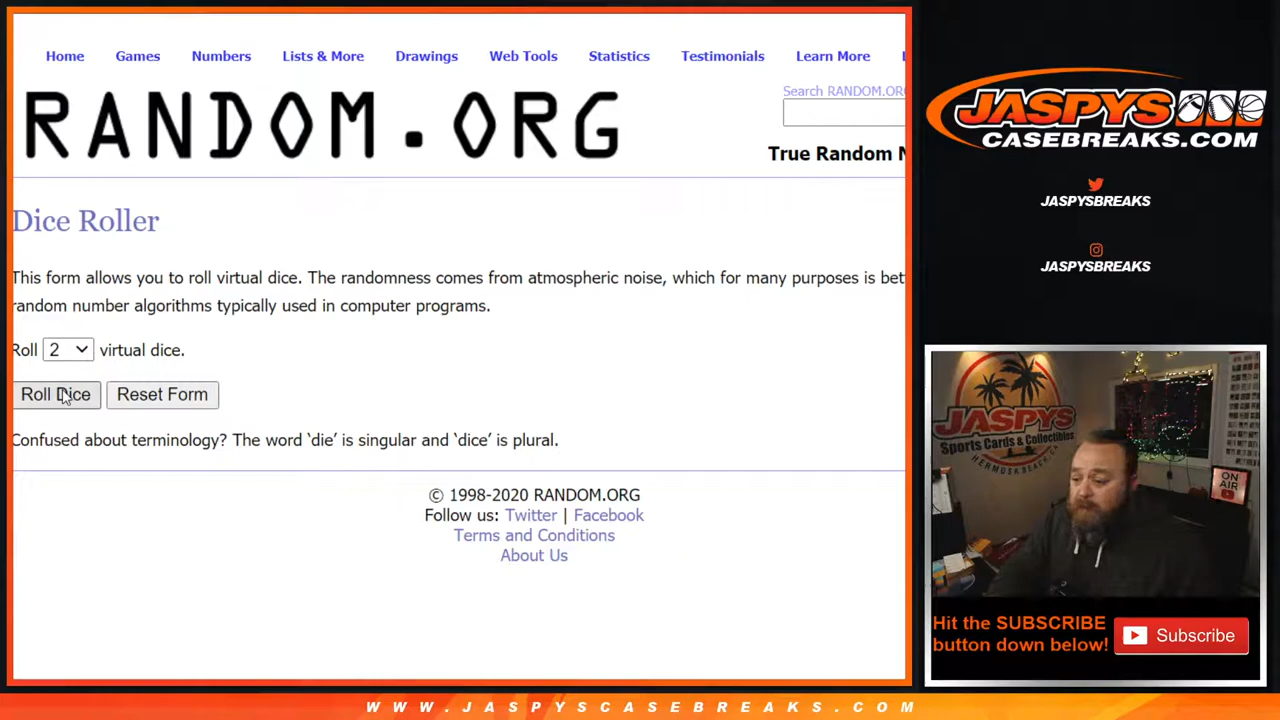 Home Games Numbers Lists & More Drawings Web Tools Statistics Testimonials Learn More
Search RANDOM.ORG
RANDOM.ORG
True Random N
Dice Roller
This form allows you to roll virtual dice. The randomness comes from atmospheric noise, which for many purposes is bet
random number algorithms typically used in computer programs.
Roll 2 virtual dice.
Roll Dice Reset Form
Confused about terminology? The word ‘die’ is singular and ‘dice’ is plural.
© 1998-2020 RANDOM.ORG
Follow us: Twitter | Facebook
Terms and Conditions
About Us
JASPYS
CASEBREAKS.COM
JASPYSBREAKS
JASPYSBREAKS
JASPYS
Sports Cards & Collectibles
HERMOSA BEACH, CA
ON
AIR
Hit the SUBSCRIBE
button down below!
Subscribe
WWW.JASPYSCASEBREAKS.COM